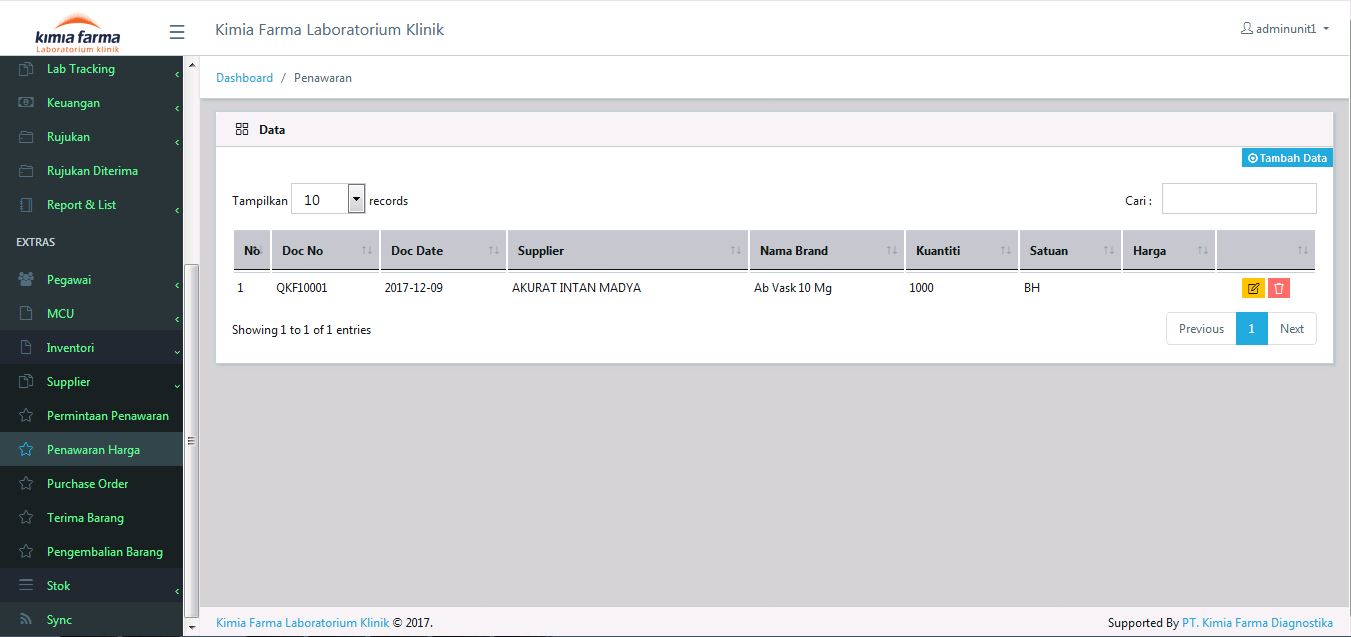 kimia farma
Laboratorium klinik
Kimia Farma Laboratorium Klinik
adminunit1
Lab Tracking
Keuangan
Rujukan
Rujukan Diterima
Report & List
EXTRAS
Pegawai
MCU
Inventori
Supplier
Permintaan Penawaran
Penawaran Harga
Purchase Order
Terima Barang
Pengembalian Barang
Stok
Sync
Dashboard / Penawaran
Data
Tambah Data
Tampilkan 10 records
Cari :
No Doc No Doc Date Supplier Nama Brand Kuantiti Satuan Harga
1 QKF10001 2017-12-09 AKURAT INTAN MADYA Ab Vask 10 Mg 1000 BH
Showing 1 to 1 of 1 entries
Previous 1 Next
Kimia Farma Laboratorium Klinik © 2017.
Supported By PT. Kimia Farma Diagnostika